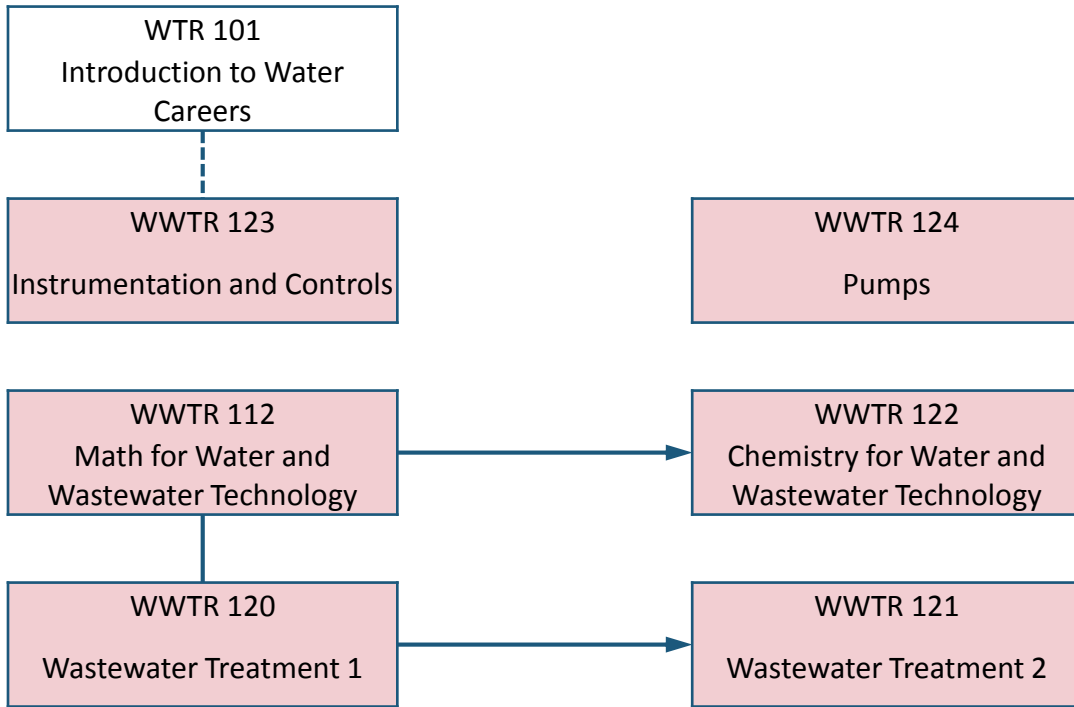 WTR 101
Introduction to Water
Careers
WWTR 123
Instrumentation and Controls
WWTR 124
Pumps
WWTR 112
Math for Water and
Wastewater Technology
WWTR 122
Chemistry for Water and
Wastewater Technology
WWTR 120
Wastewater Treatment 1
WWTR 121
Wastewater Treatment 2